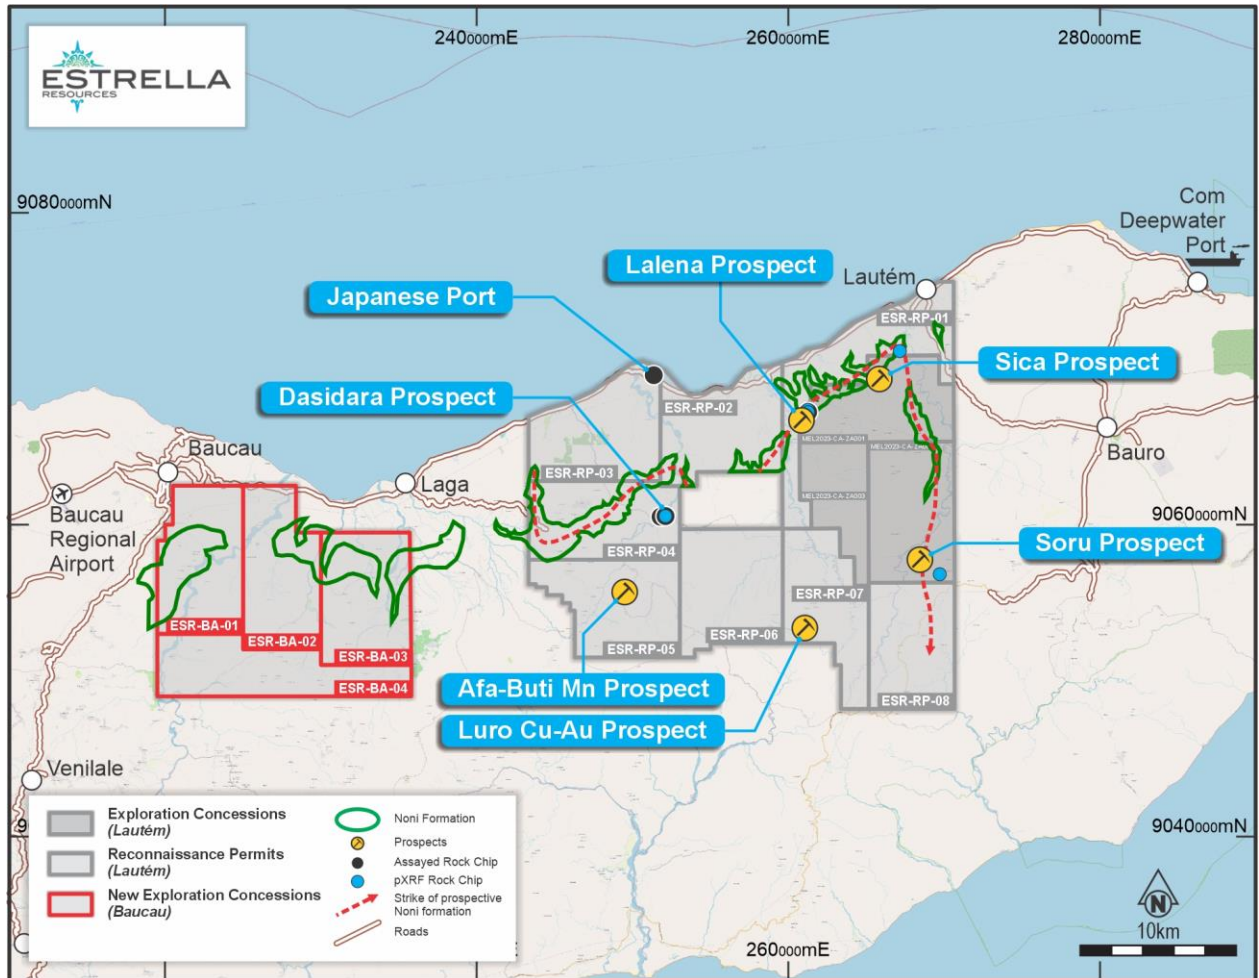 240000mE
260000mE
280000mE
ESTRELLA
RESOURCES
9080000mN
Com
Deepwater
Port
Lalena Prospect
Lautém
Japanese Port
ESR-RP-01
Sica Prospect
Dasidara Prospect
ESR-RP-02
Baucau
MEL2023-CA-ZA001
Bauro
ESR-RP-03
Laga
Baucau
Regional
Airport
9060000mN
ESR-RP-04
Soru Prospect
ESR-RP-07
ESR-BA-01
ESR-BA-02
ESR-RP-06
ESR-RP-05
ESR-BA-03
ESR-BA-04
Afa-Buti Mn Prospect
ESR-RP-08
Luro Cu-Au Prospect
Venilale
Exploration Concessions
(Lautém)
Reconnaissance Permits
(Lautém)
New Exploration Concessions
(Baucau)
Noni Formation
Prospects
Assayed Rock Chip
pXRF Rock Chip
Strike of prospective
Noni formation
Roads
9040000mN
N
10km
260000mE